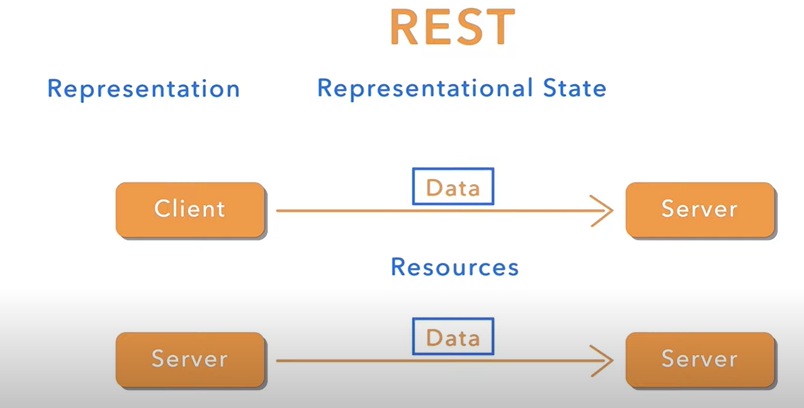 REST
Representation
Representational State
Data
Client
Server
Resources
Data
Server
Server